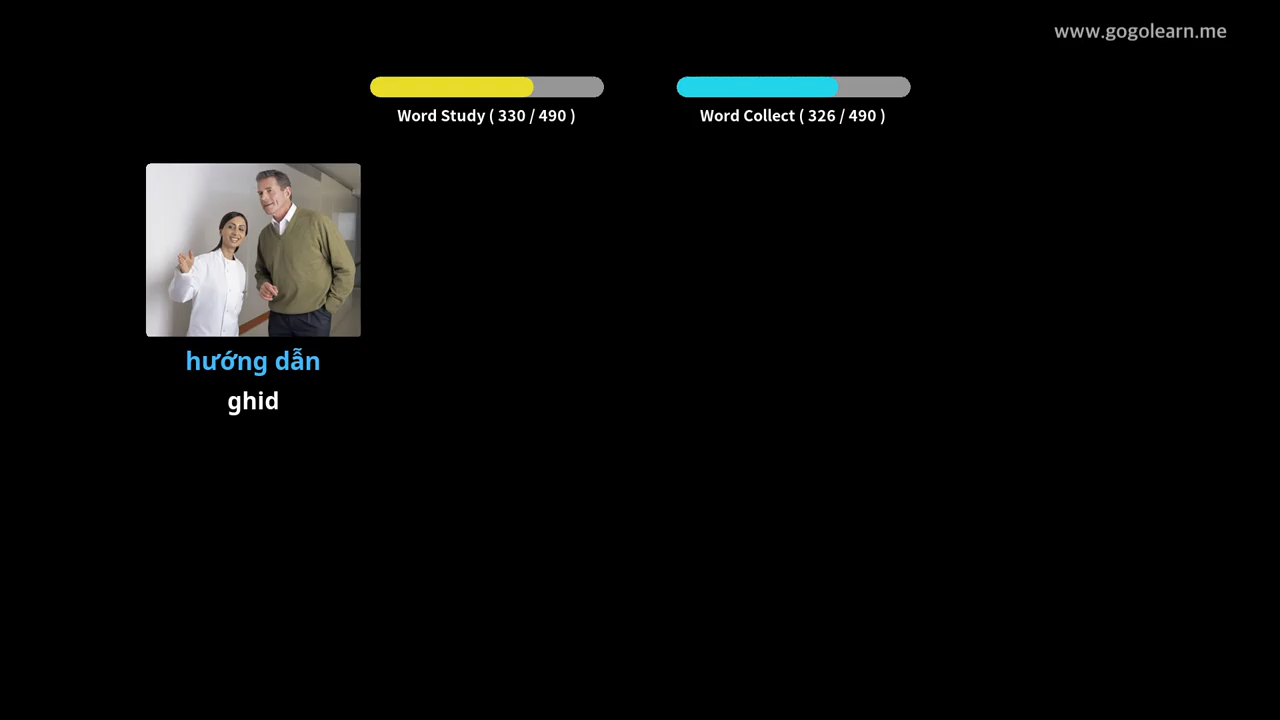 www.gogolearn.me
Word Study ( 330 / 490 )
Word Collect ( 326 / 490 )
hướng dẫn
ghid